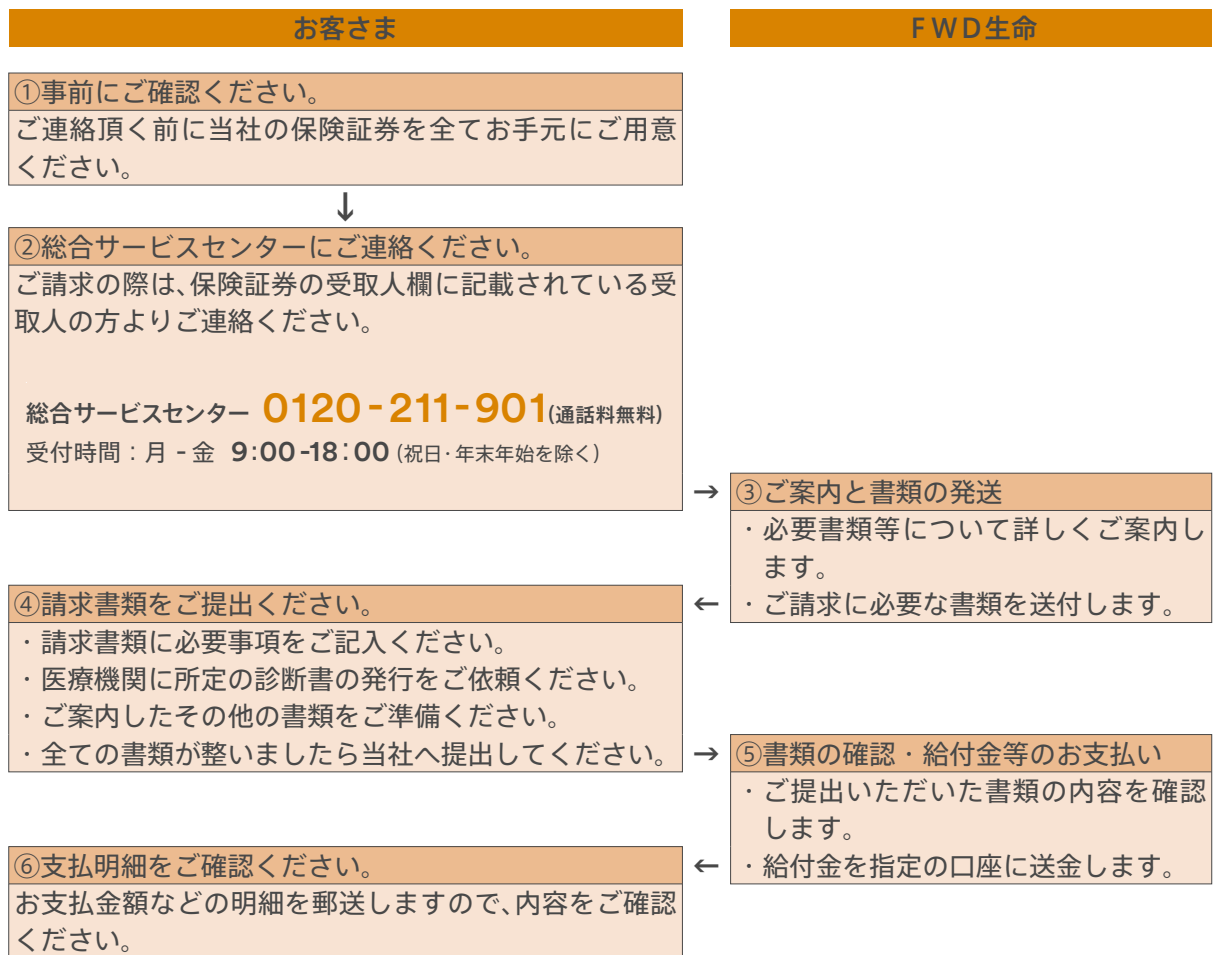 お客さま
FWD生命
①事前にご確認ください。
ご連絡頂く前に当社の保険証券を全てお手元にご用意
ください。
↓
②総合サービスセンターにご連絡ください。
ご請求の際は、保険証券の受取人欄に記載されている受
取人の方よりご連絡ください。
総合サービスセンター 0120-211-901(通話料無料)
受付時間：月-金 9:00-18:00(祝日・年末年始を除く)
→
③ご案内と書類の発送
・必要書類等について詳しくご案内し
ます。
・ご請求に必要な書類を送付します。
←
④請求書類をご提出ください。
・請求書類に必要事項をご記入ください。
・医療機関に所定の診断書の発行をご依頼ください。
・ご案内したその他の書類をご準備ください。
・全ての書類が整いましたら当社へ提出してください。
→
⑤書類の確認・給付金等のお支払い
・ご提出いただいた書類の内容を確認
します。
・給付金を指定の口座に送金します。
←
⑥支払明細をご確認ください。
お支払金額などの明細を郵送しますので、内容をご確認
ください。